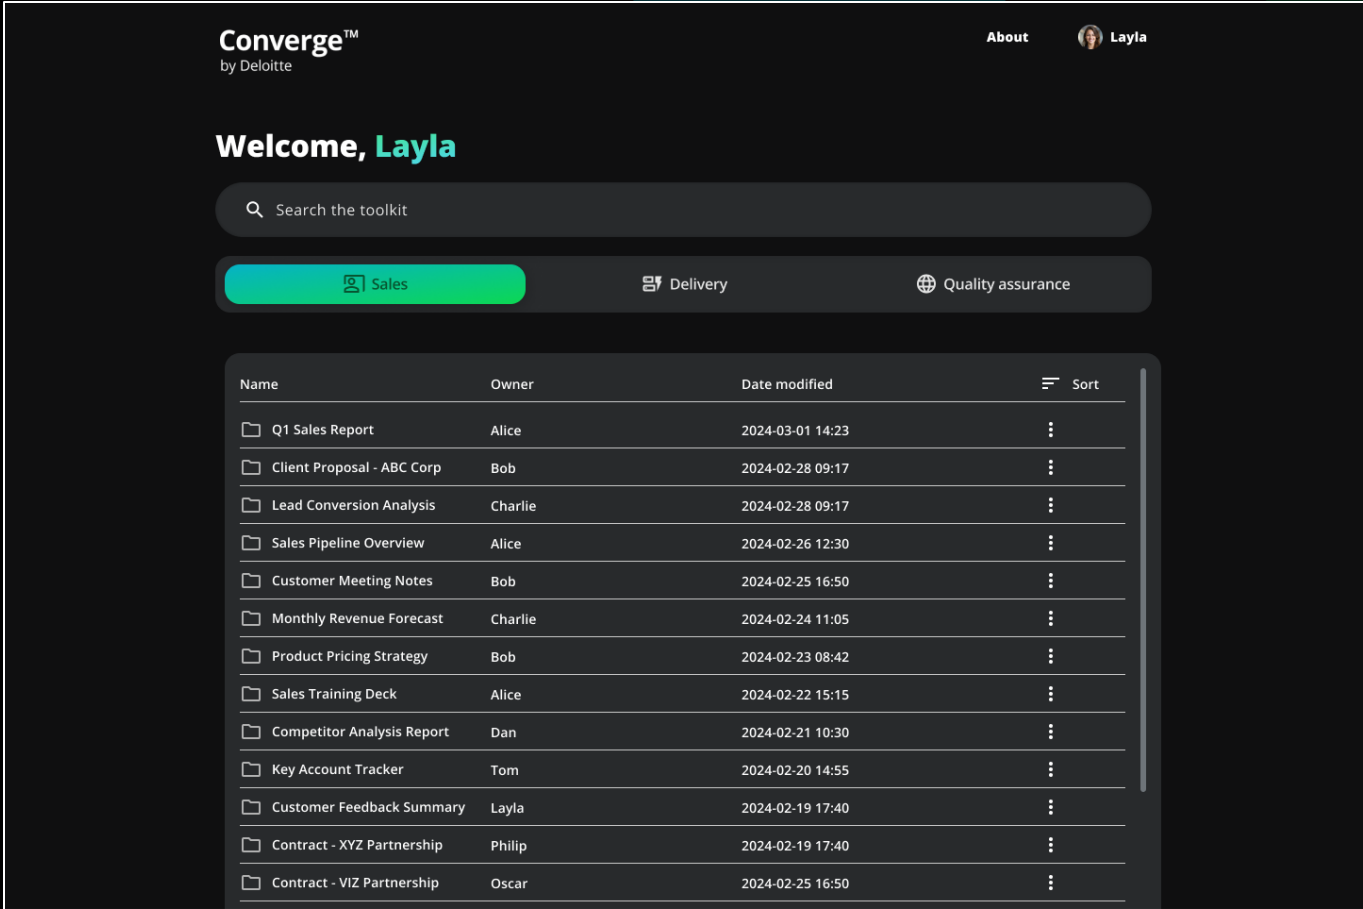 Converge™
by Deloitte
About Layla
Welcome, Layla
Search the toolkit
Sales Delivery Quality assurance
Name Owner Date modified Sort
Q1 Sales Report Alice 2024-03-01 14:23
Client Proposal - ABC Corp Bob 2024-02-28 09:17
Lead Conversion Analysis Charlie 2024-02-28 09:17
Sales Pipeline Overview Alice 2024-02-26 12:30
Customer Meeting Notes Bob 2024-02-25 16:50
Monthly Revenue Forecast Charlie 2024-02-24 11:05
Product Pricing Strategy Bob 2024-02-23 08:42
Sales Training Deck Alice 2024-02-22 15:15
Competitor Analysis Report Dan 2024-02-21 10:30
Key Account Tracker Tom 2024-02-20 14:55
Customer Feedback Summary Layla 2024-02-19 17:40
Contract - XYZ Partnership Philip 2024-02-19 17:40
Contract - VIZ Partnership Oscar 2024-02-25 16:50